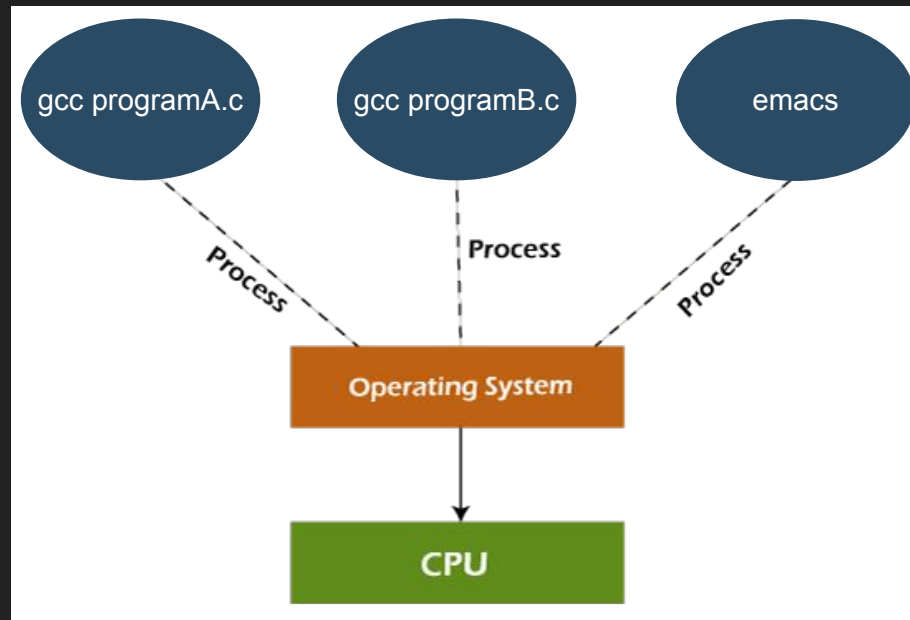 gcc programA.c
gcc programB.c
emacs
Process
Process
Process
Operating System
CPU